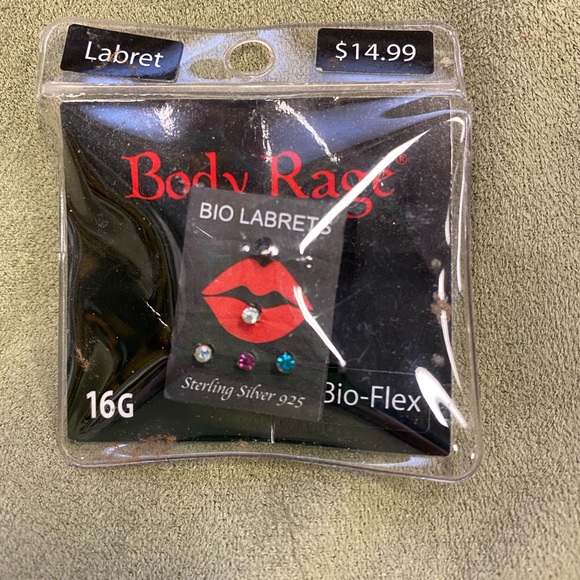 Labret
$14.99
Body Rage®
BIO LABRETS
Sterling Silver 925
16G
Bio-Flex